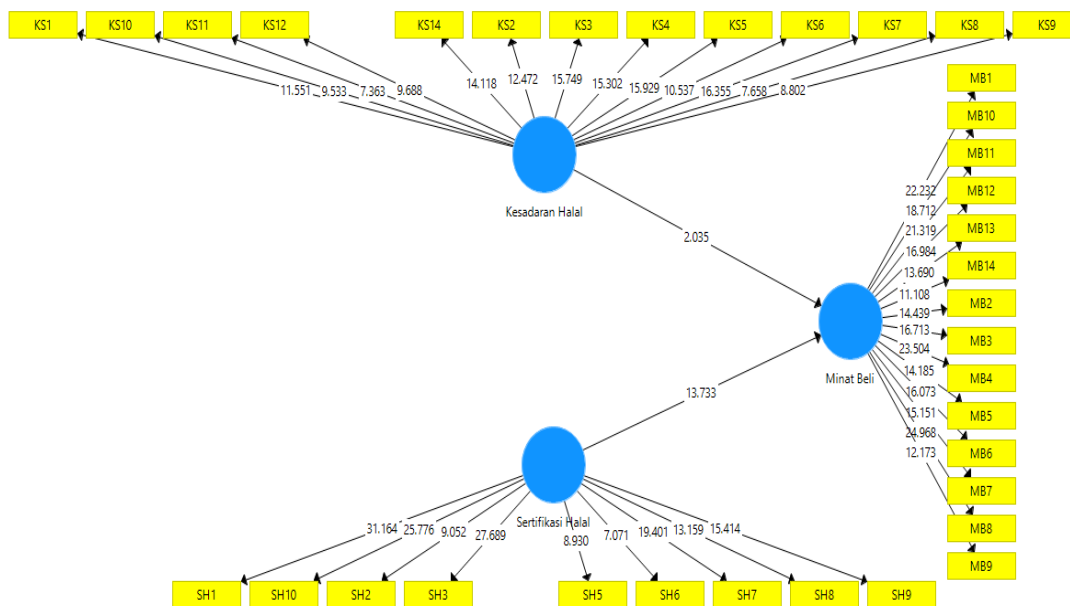 KS1 KS10 KS11 KS12 KS14 KS2 KS3 KS4 KS5 KS6 KS7 KS8 KS9
11.551 9.533 7.363 9.688 14.118 12.472 15.749 15.302 15.929 10.537 16.355 7.658 8.802
Kesadaran Halal
2.035
MB1
MB10
MB11
MB12
MB13
MB14
MB2
MB3
MB4
MB5
MB6
MB7
MB8
MB9
22.232
18.712
21.319
16.984
13.690
11.108
14.439
16.713
23.504
14.185
16.073
15.151
24.968
12.173
Minat Beli
13.733
Sertifikasi Halal
31.164 25.776 9.052 27.689 8.930 7.071 19.401 13.159 15.414
SH1 SH10 SH2 SH3 SH5 SH6 SH7 SH8 SH9